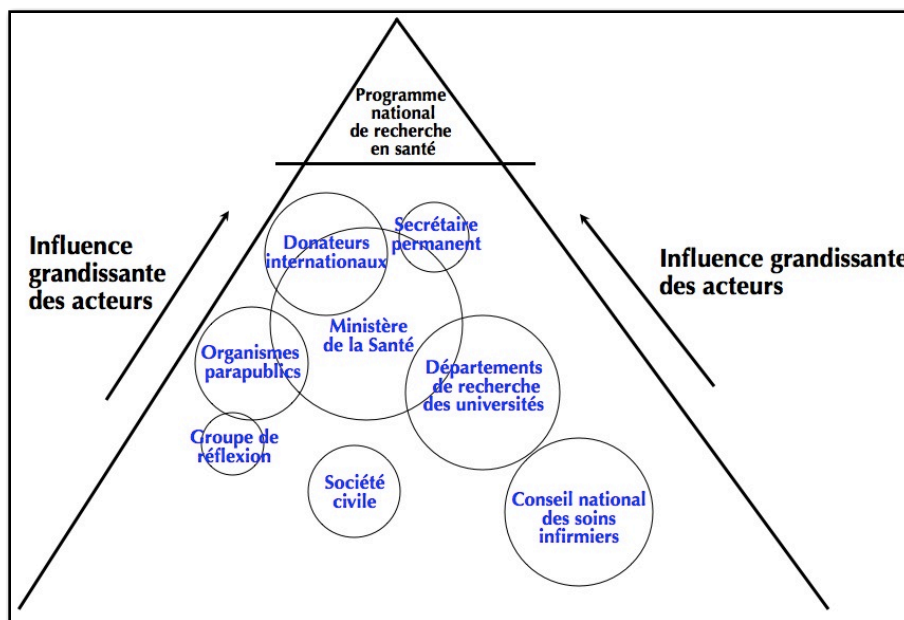 Programme
national
de recherche
en santé
Influence
grandissante
des acteurs
Donateurs
internationaux
Secrétaire
permanent
Influence grandissante
des acteurs
Ministère
de la Santé
Organismes
parapublics
Départements
de recherche
des universités
Groupe de
réflexion
Société
civile
Conseil national
des soins
infirmiers